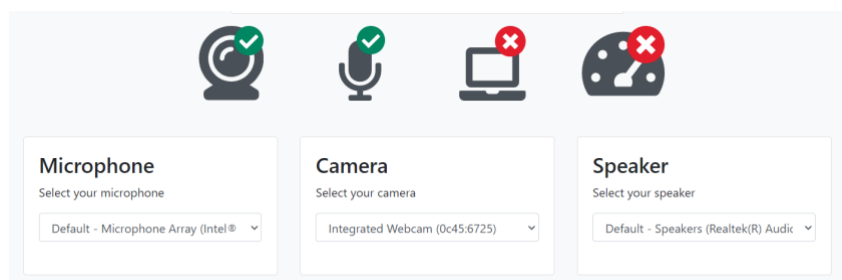 Microphone
Select your microphone
Default - Microphone Array (Intel®
Camera
Select your camera
Integrated Webcam (0c45:6725)
Speaker
Select your speaker
Default - Speakers (Realtek(R) Audic